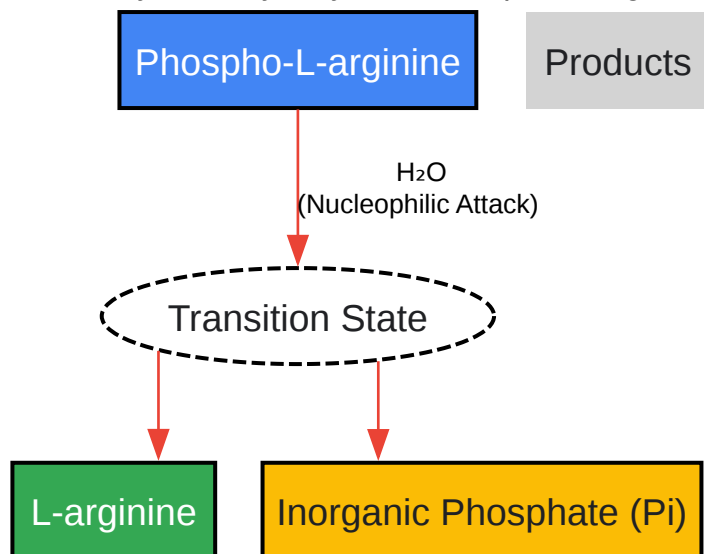 Phospho-L-arginine
Products
H₂O
(Nucleophilic Attack)
Transition State
L-arginine
Inorganic Phosphate (Pi)